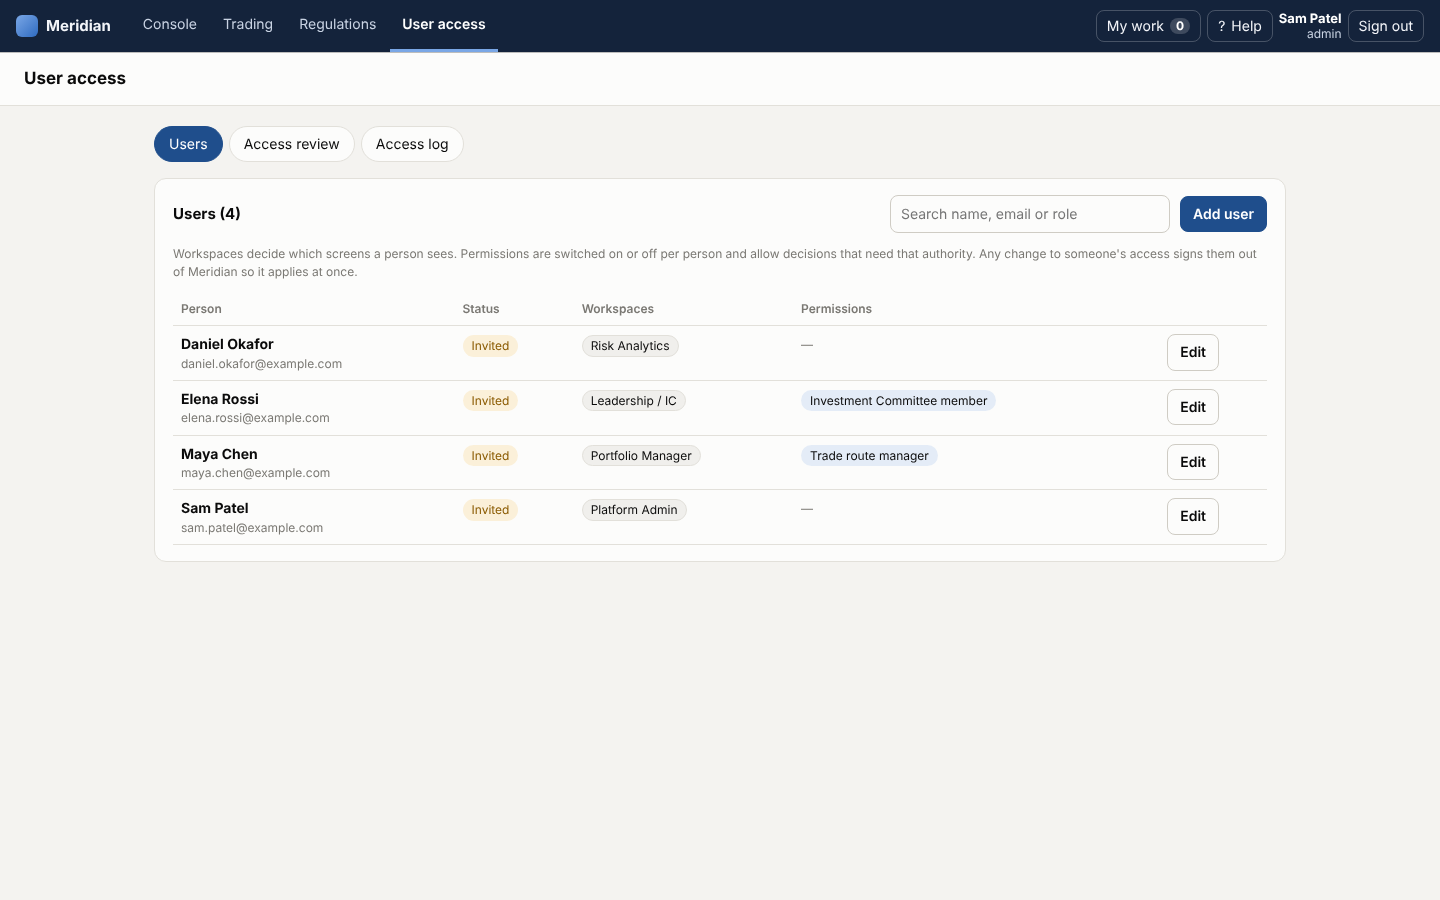 Meridian
Console
Trading
Regulations
User access
My work 0
? Help
Sam Patel
admin
Sign out
User access
Users
Access review
Access log
Users (4)
Search name, email or role
Add user
Workspaces decide which screens a person sees. Permissions are switched on or off per person and allow decisions that need that authority. Any change to someone's access signs them out
of Meridian so it applies at once.
Person Status Workspaces Permissions
Daniel Okafor Invited Risk Analytics — Edit
daniel.okafor@example.com
Elena Rossi Invited Leadership / IC Investment Committee member Edit
elena.rossi@example.com
Maya Chen Invited Portfolio Manager Trade route manager Edit
maya.chen@example.com
Sam Patel Invited Platform Admin — Edit
sam.patel@example.com